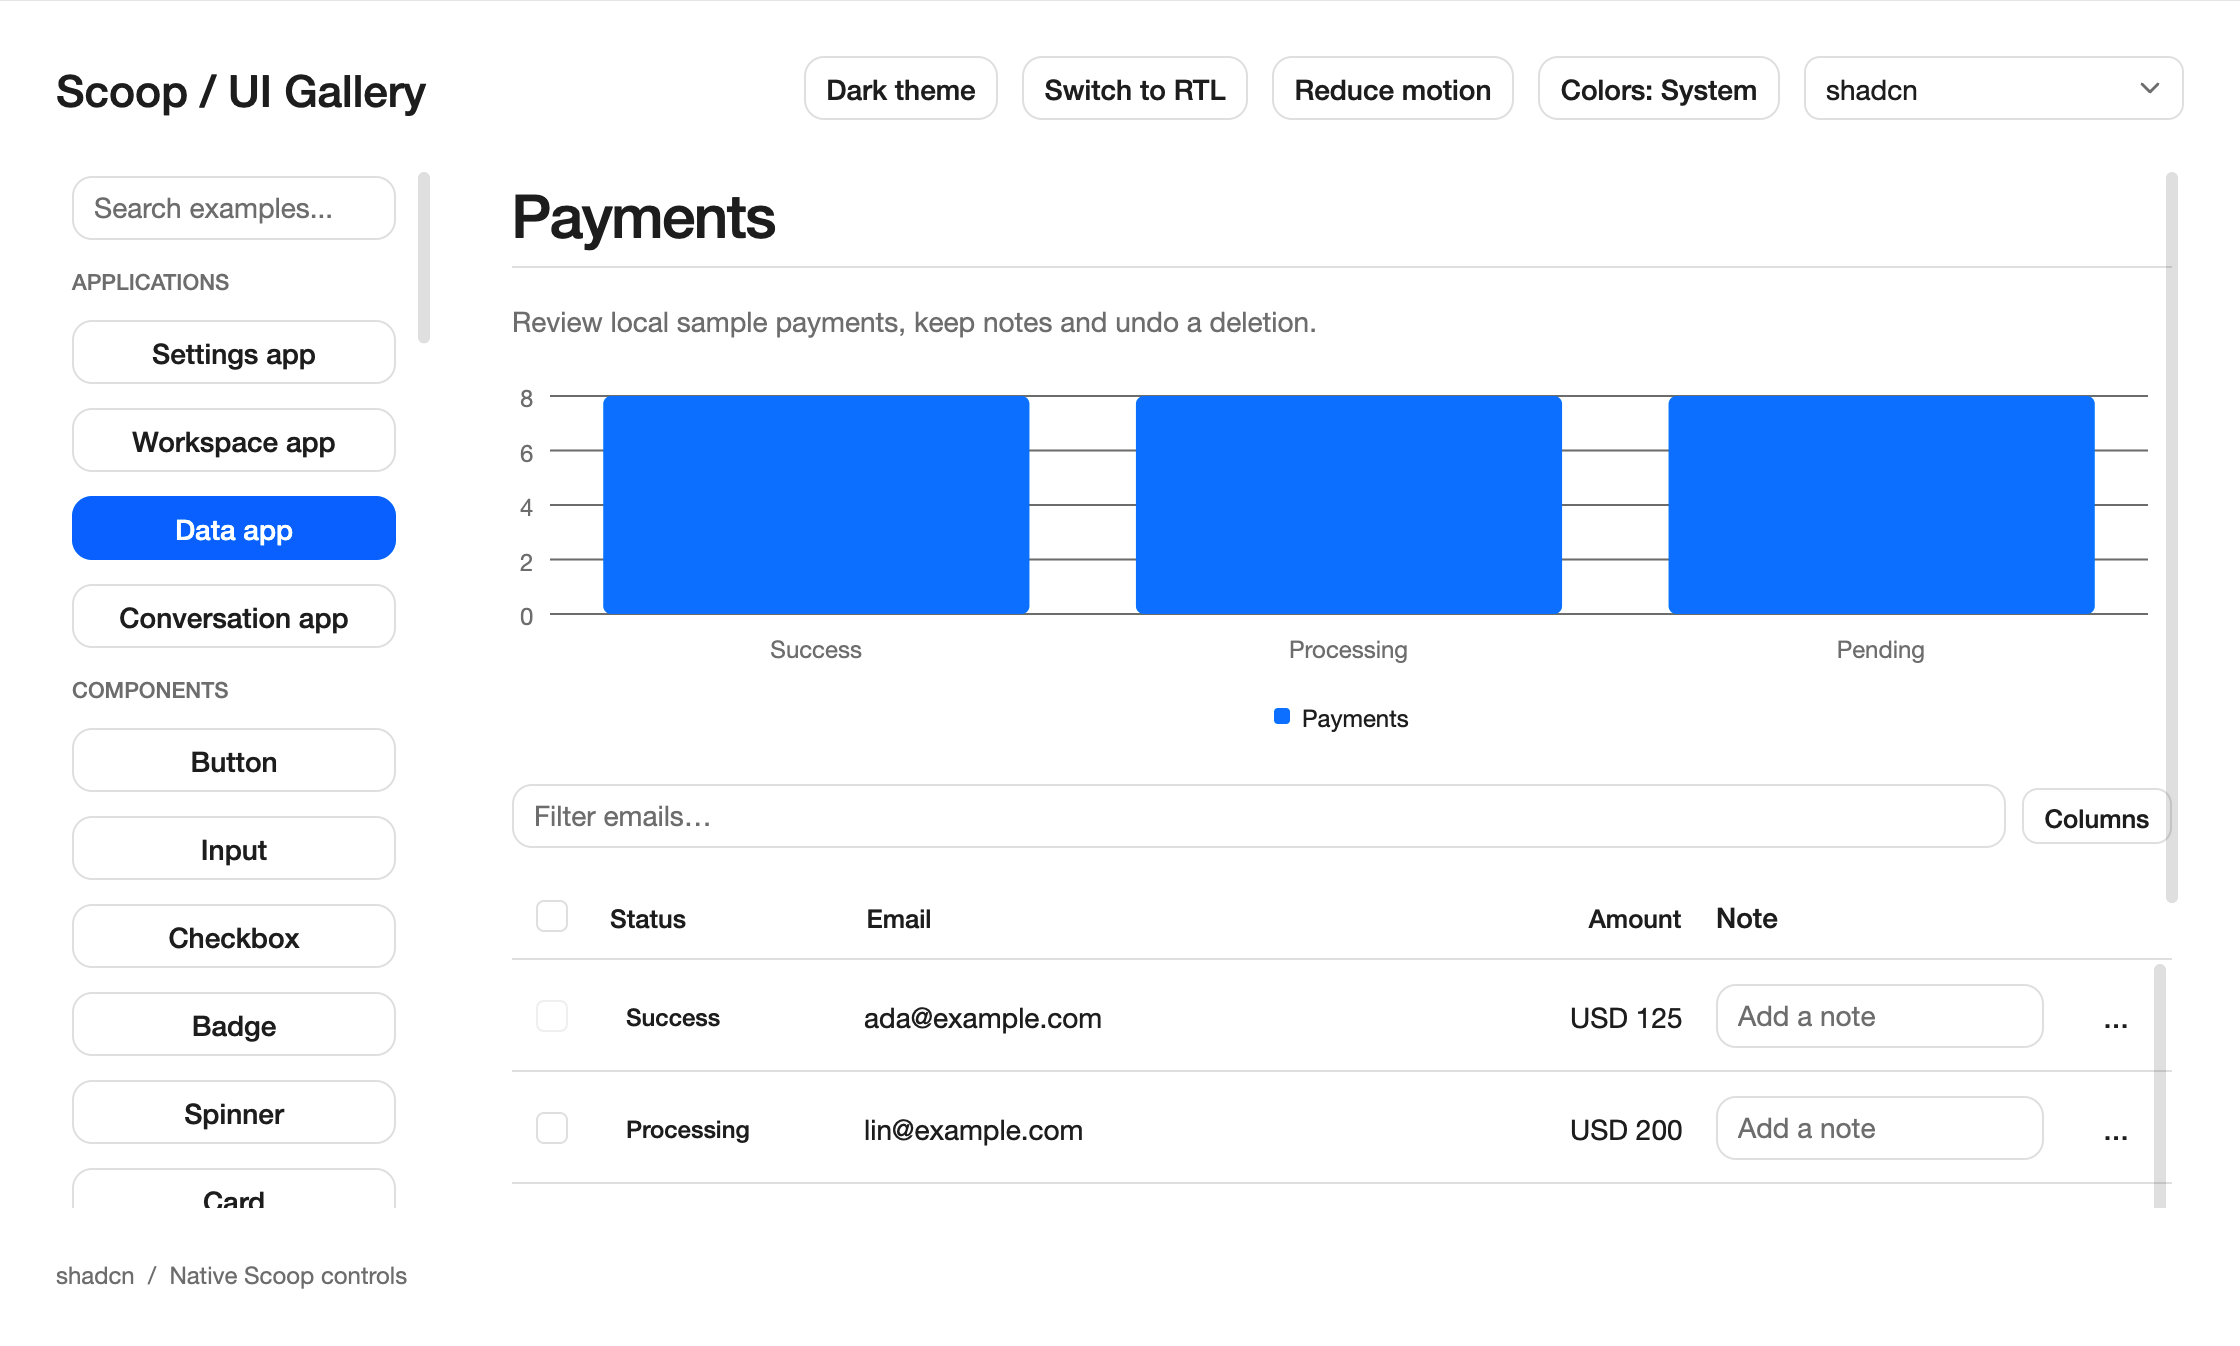 Scoop / UI Gallery
Dark theme
Switch to RTL
Reduce motion
Colors: System
shadcn
Search examples...
APPLICATIONS
Settings app
Workspace app
Data app
Conversation app
COMPONENTS
Button
Input
Checkbox
Badge
Spinner
Card
Payments
Review local sample payments, keep notes and undo a deletion.
8
6
4
2
0
Success
Processing
Pending
Payments
Filter emails...
Columns
Status Email Amount Note
Success ada@example.com USD 125 Add a note ...
Processing lin@example.com USD 200 Add a note ...
shadcn / Native Scoop controls